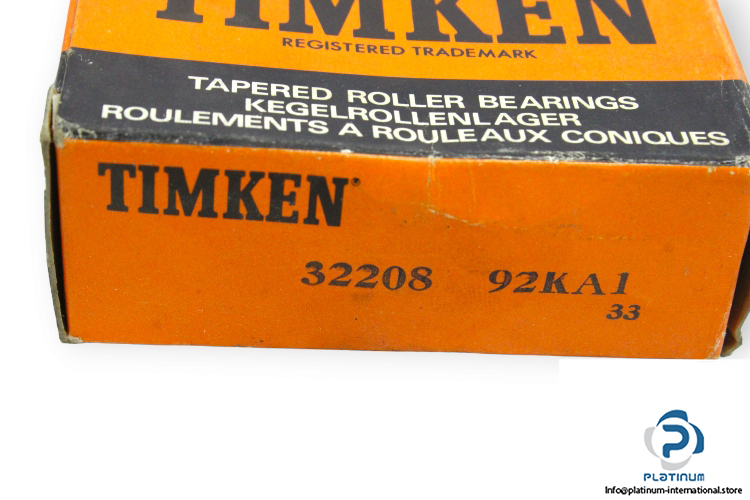 TIMKEN
REGISTERED TRADEMARK
TAPERED ROLLER BEARINGS
KEGELROLLENLAGER
ROULEMENTS A ROULEAUX CONIQUES
TIMKEN®
32208 92KA1
33
PLATINUM
Info@platinum-international.store